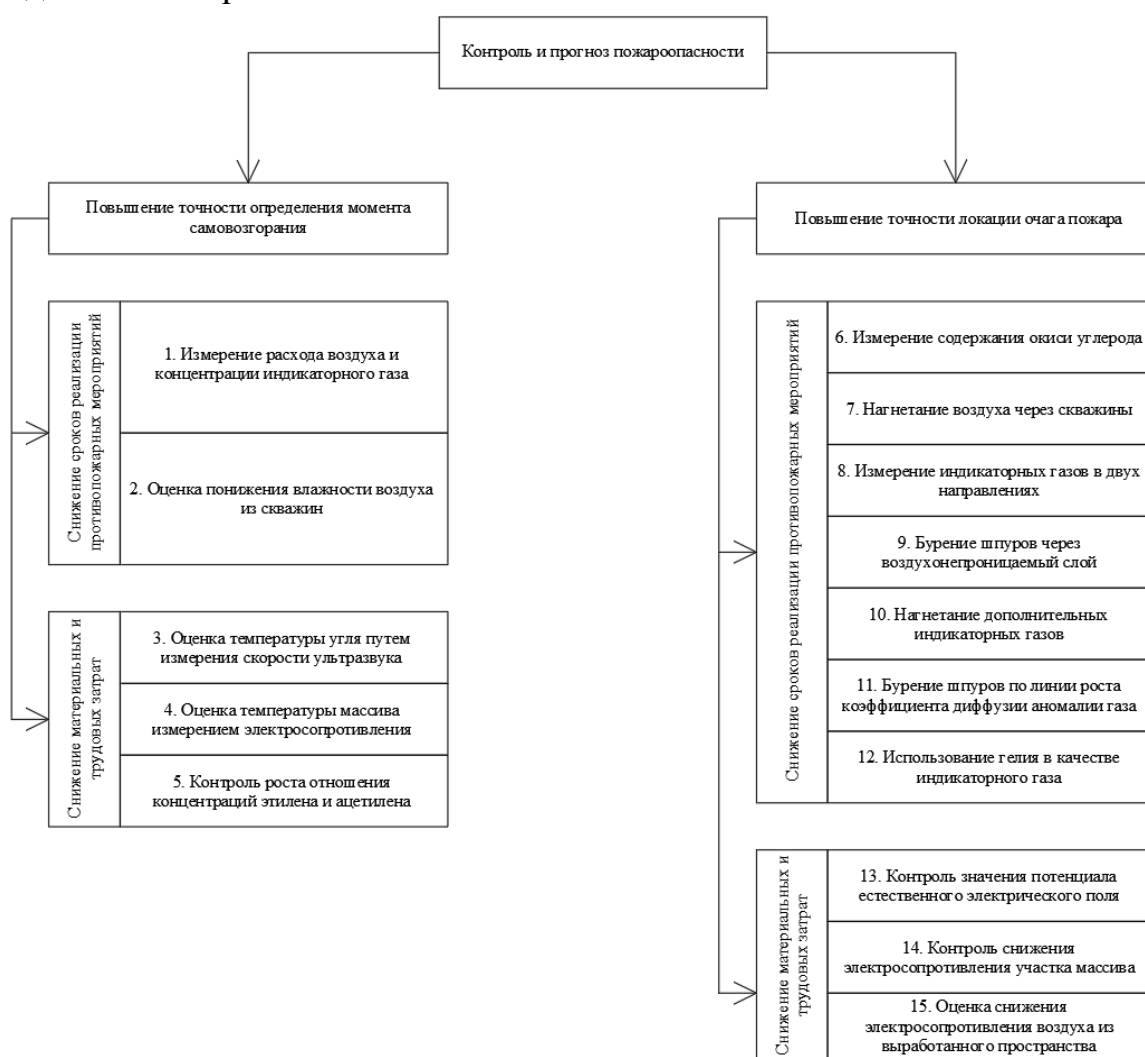 Контроль и прогноз пожароопасности
Повышение точности определения момента
самовозгорания
Снижение сроков реализации
противопожарных мероприятий
1. Измерение расхода воздуха и
концентрации индикаторного газа
2. Оценка понижения влажности воздуха
из скважин
Снижение материальных и
трудовых затрат
3. Оценка температуры угля путем
измерения скорости ультразвука
4. Оценка температуры массива
измерением электросопротивления
5. Контроль роста отношения
концентраций этилена и ацетилена
Повышение точности локации очага пожара
Снижение сроков реализации противопожарных мероприятий
6. Измерение содержания окиси углерода
7. Нагнетание воздуха через скважины
8. Измерение индикаторных газов в двух
направлениях
9. Бурение шпуров через
воздухонепроницаемый слой
10. Нагнетание дополнительных
индикаторных газов
11. Бурение шпуров по линии роста
коэффициента диффузии аномалии газа
12. Использование гелия в качестве
индикаторного газа
Снижение материальных и
трудовых затрат
13. Контроль значения потенциала
естественного электрического поля
14. Контроль снижения
электросопротивления участка массива
15. Оценка снижения
электросопротивления воздуха из
выработанного пространства